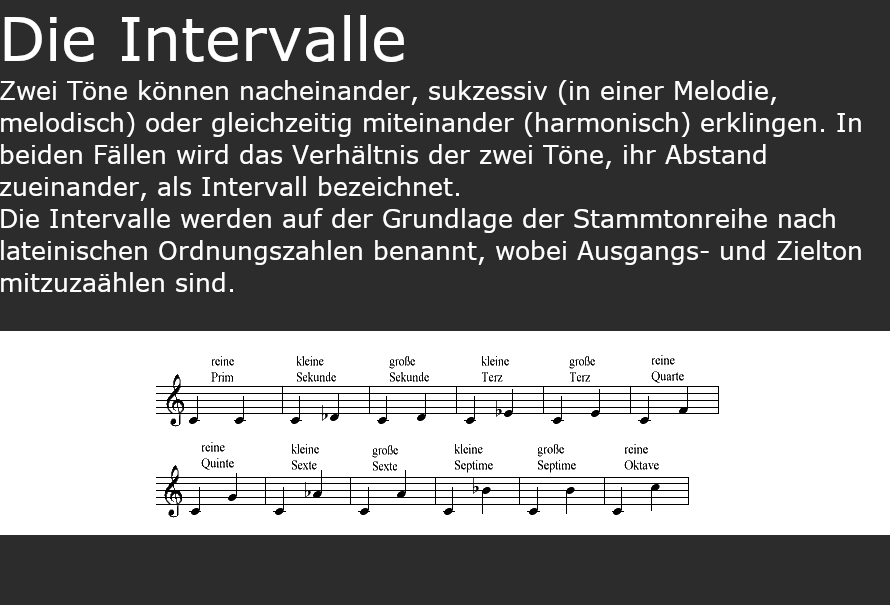 Die Intervalle
Zwei Töne können nacheinander, sukzessiv (in einer Melodie,
melodisch) oder gleichzeitig miteinander (harmonisch) erklingen. In
beiden Fällen wird das Verhältnis der zwei Töne, ihr Abstand
zueinander, als Intervall bezeichnet.
Die Intervalle werden auf der Grundlage der Stammtonreihe nach
lateinischen Ordnungszahlen benannt, wobei Ausgangs- und Zielton
mitzuzaählen sind.
reine kleine große kleine große reine
Prim Sekunde Sekunde Terz Terz Quarte
reine kleine große kleine große reine
Quinte Sexte Sexte Septime Septime Oktave